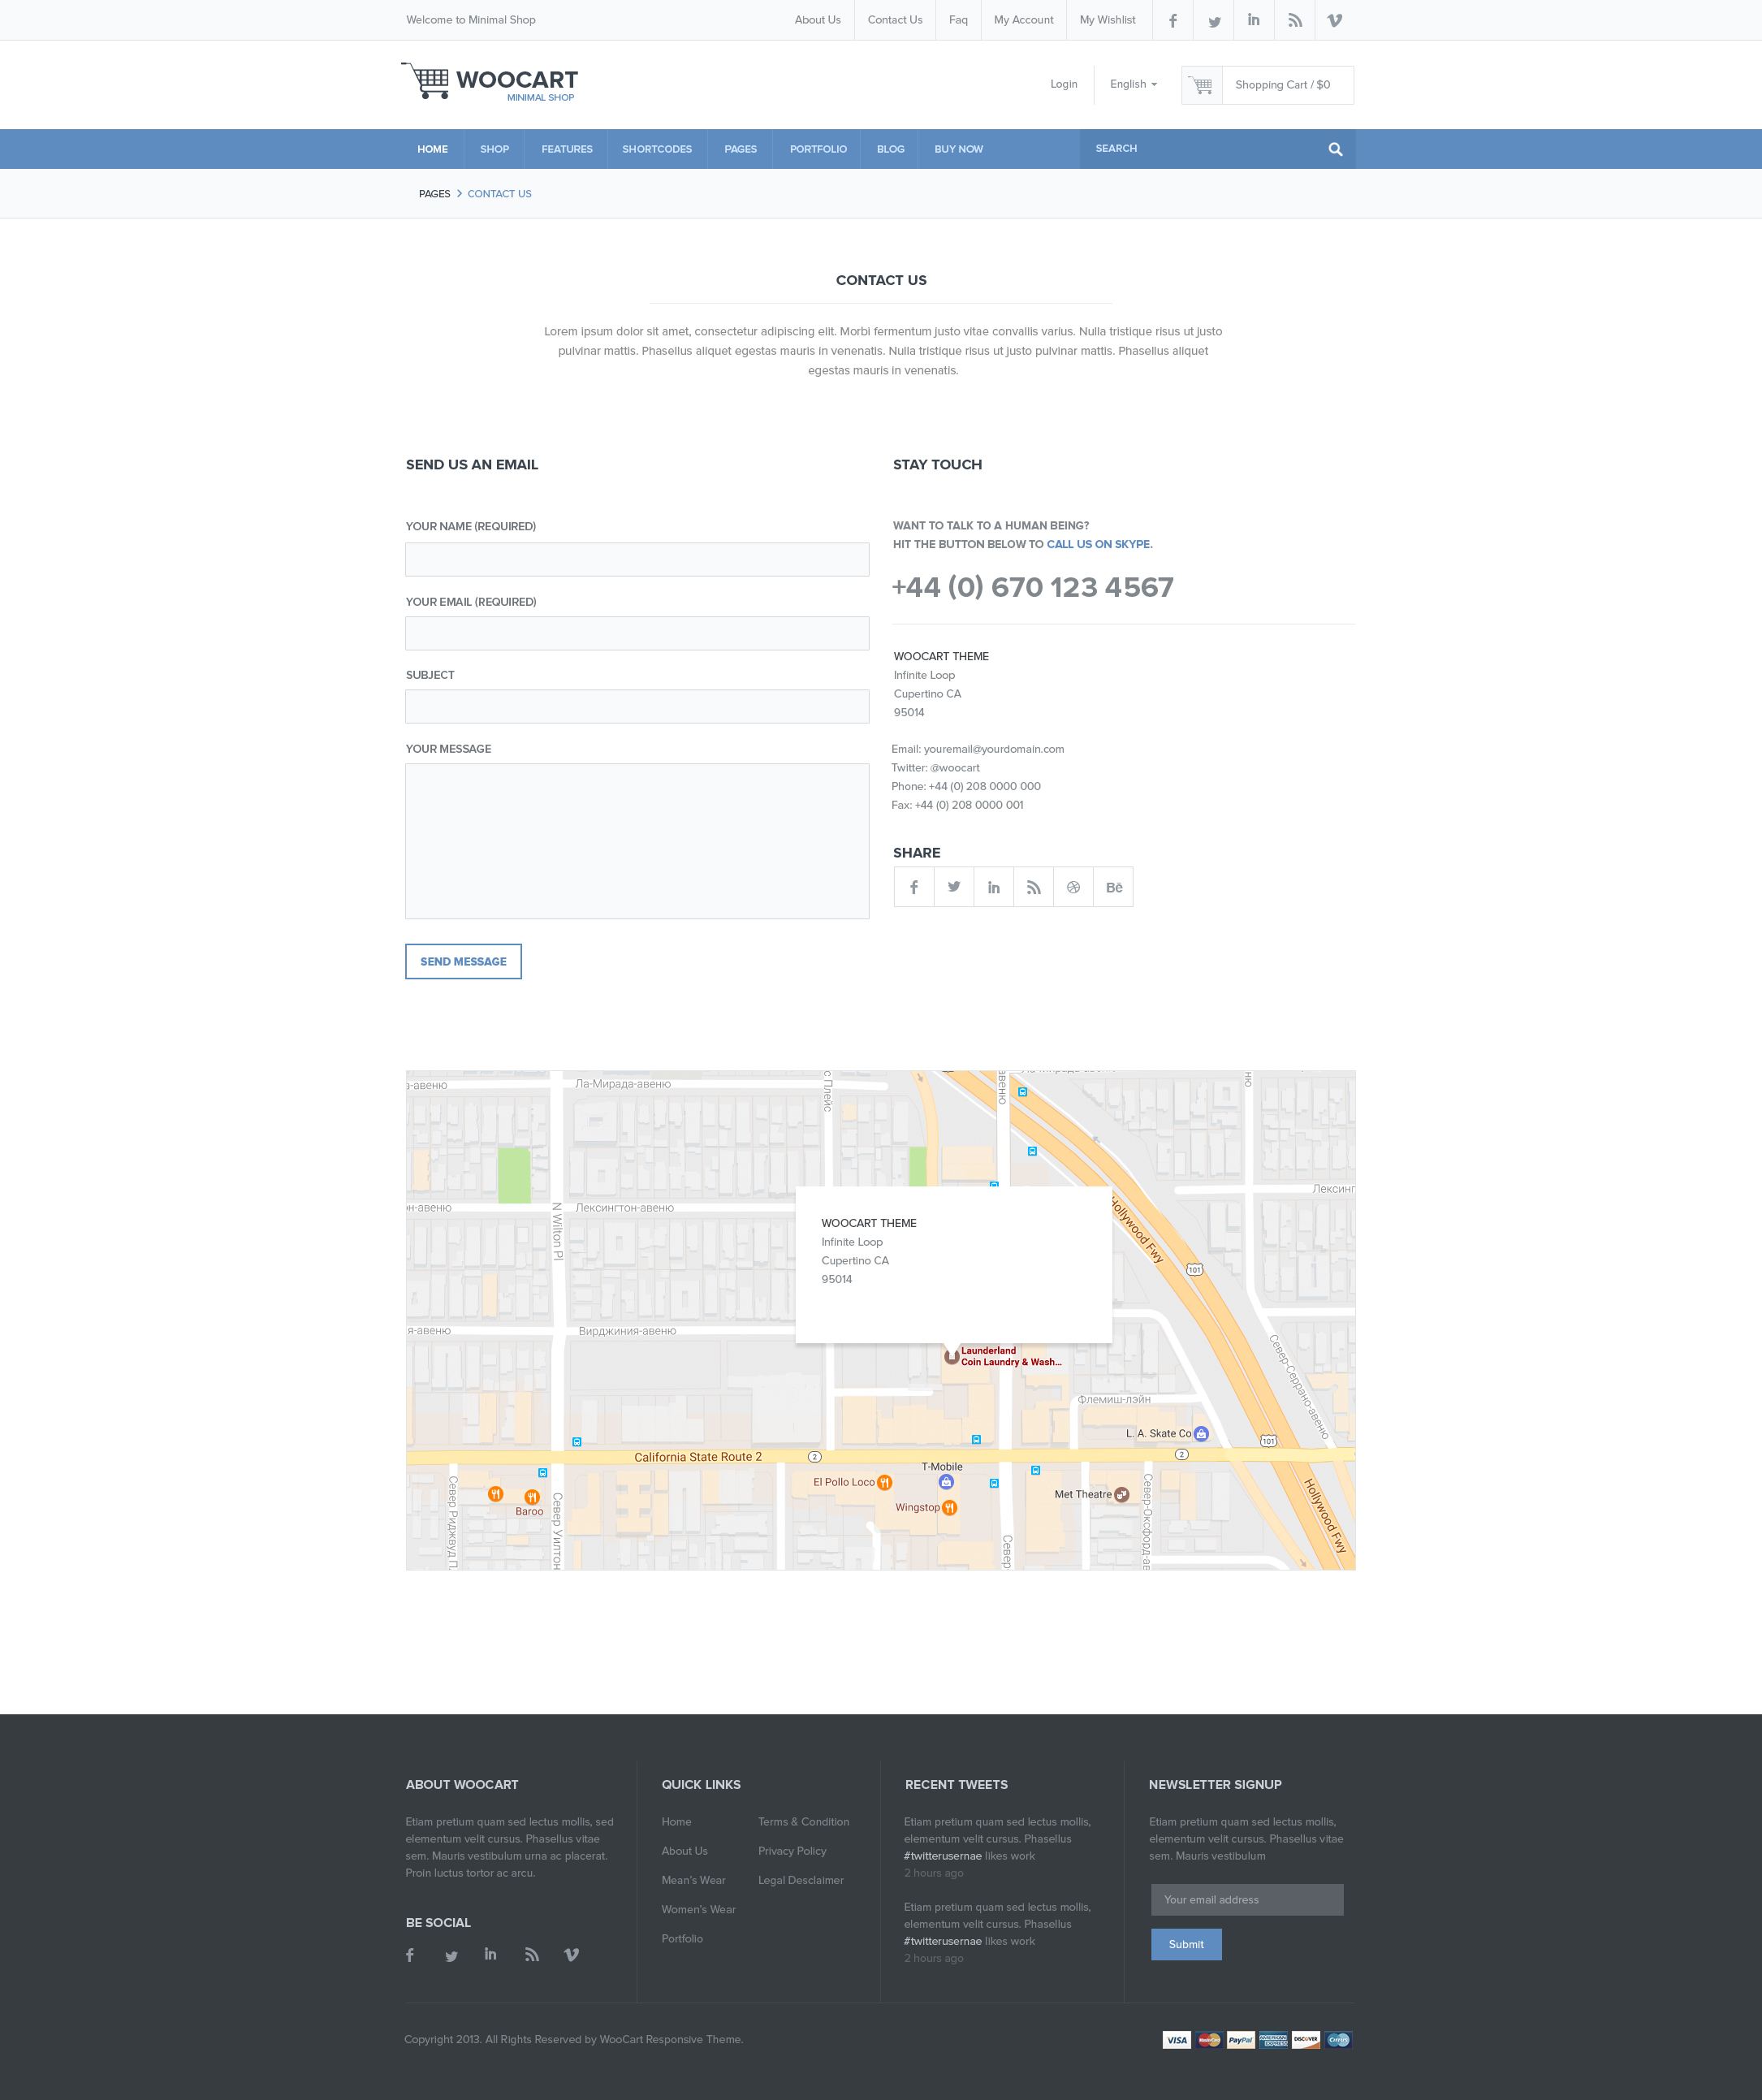 Welcome to Minimal Shop
About Us
Contact Us
Faq
My Account
My Wishlist
WOOCART
MINIMAL SHOP
Login
English
Shopping Cart / $0
HOME
SHOP
FEATURES
SHORTCODES
PAGES
PORTFOLIO
BLOG
BUY NOW
SEARCH
PAGES
CONTACT US
CONTACT US
Lorem ipsum dolor sit amet, consectetur adipiscing elit. Morbi fermentum justo vitae convallis varius. Nulla tristique risus ut justo
pulvinar mattis. Phasellus aliquet egestas mauris in venenatis. Nulla tristique risus ut justo pulvinar mattis. Phasellus aliquet
egestas mauris in venenatis.
SEND US AN EMAIL
YOUR NAME (REQUIRED)
YOUR EMAIL (REQUIRED)
SUBJECT
YOUR MESSAGE
SEND MESSAGE
STAY TOUCH
WANT TO TALK TO A HUMAN BEING?
HIT THE BUTTON BELOW TO CALL US ON SKYPE.
+44 (0) 670 123 4567
WOOCART THEME
Infinite Loop
Cupertino CA
95014
Email: youremail@yourdomain.com
Twitter: @woocart
Phone: +44 (0) 208 0000 000
Fax: +44 (0) 208 0000 001
SHARE
Bē
а-авеню
Ла-Мирада-авеню
с Плейс
авеню
ню
он-авеню
Лексингтон-авеню
Лексингт
N Wilton Pl
Hollywood Fwy
101
WOOCART THEME
Infinite Loop
Cupertino CA
95014
я-авеню
Вирджиния-авеню
Launderland
Coin Laundry & Wash...
Север-Серрано-авеню
Флемиш-лэйн
L. A. Skate Co
101
California State Route 2
2
2
T-Mobile
El Pollo Loco
Wingstop
Met Theatre
Baroo
Север Риджвуд П
Север Уилтон
Север
Север-Оксфорд-ав
Hollywood Fwy
ABOUT WOOCART
Etiam pretium quam sed lectus mollis, sed
elementum velit cursus. Phasellus vitae
sem. Mauris vestibulum urna ac placerat.
Proin luctus tortor ac arcu.
BE SOCIAL
QUICK LINKS
Home
About Us
Mean's Wear
Women's Wear
Portfolio
Terms & Condition
Privacy Policy
Legal Desclaimer
RECENT TWEETS
Etiam pretium quam sed lectus mollis,
elementum velit cursus. Phasellus
#twitterusernae likes work
2 hours ago
Etiam pretium quam sed lectus mollis,
elementum velit cursus. Phasellus
#twitterusernae likes work
2 hours ago
NEWSLETTER SIGNUP
Etiam pretium quam sed lectus mollis,
elementum velit cursus. Phasellus vitae
sem. Mauris vestibulum
Your email address
Submit
Copyright 2013. All Rights Reserved by WooCart Responsive Theme.
VISA
MasterCard
PayPal
AMERICAN EXPRESS
DISCOVER
Cirrus